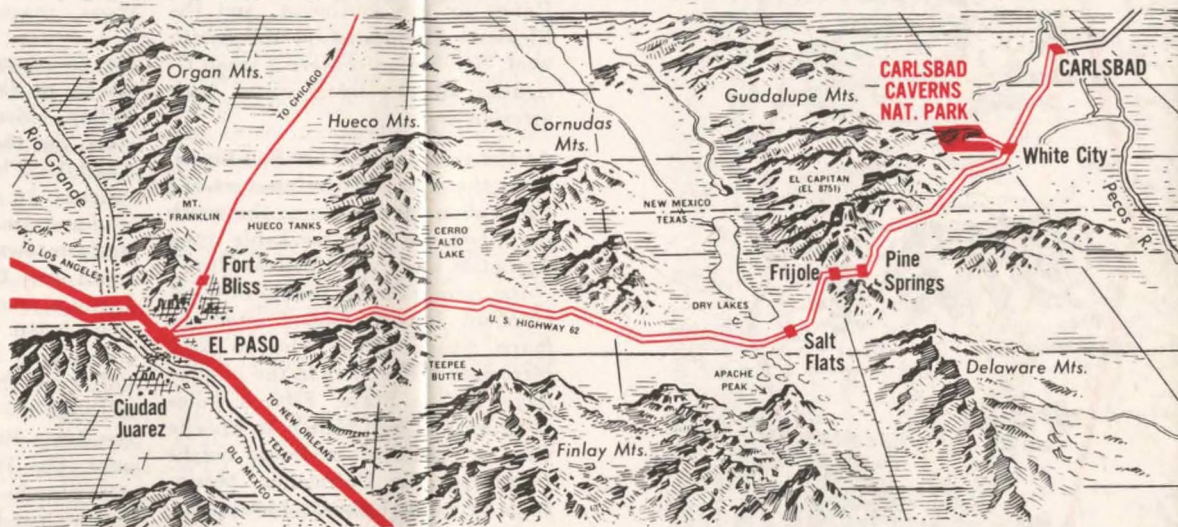 Organ Mts.
TO CHICAGO
Hueco Mts.
Cornudas
Mts.
Guadalupe Mts.
CARLSBAD
CAVERNS
NAT. PARK
CARLSBAD
White City
Rio Grande
MT.
FRANKLIN
HUECO TANKS
CERRO
ALTO
LAKE
NEW MEXICO
TEXAS
EL CAPITAN
(EL 8751)
Pecos R.
TO LOS ANGELES
Fort
Bliss
Frijole
Pine
Springs
DRY LAKES
U. S. HIGHWAY 62
EL PASO
Salt
Flats
TEEPEE
BUTTE
APACHE
PEAK
Delaware Mts.
Ciudad
Juarez
TO NEW ORLEANS
TEXAS
OLD MEXICO
Finlay Mts.